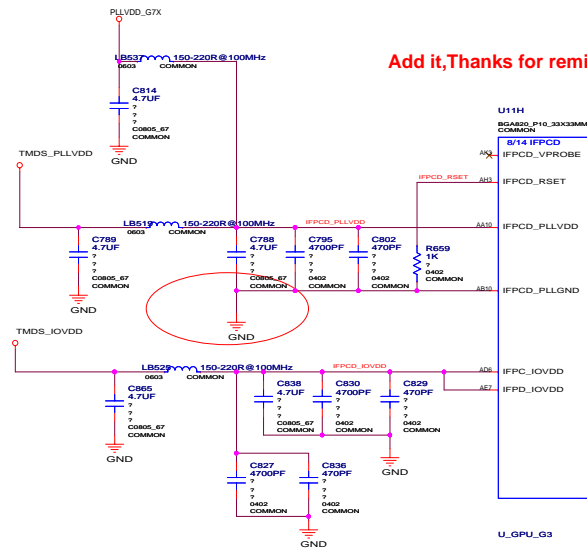 PLLVDD_G7X
LB537 150-220R@100MHz
0603 COMMON
Add it,Thanks for remi
C814
4.7UF
?
?
C0805_67
COMMON
GND
U11H
BGA820_P10_33X33MM
COMMON
8/14 IFPCD
AK9 IFPCD_VPROBE
IFPCD_RSET AH3 IFPCD_RSET
TMDS_PLLVDD
LB519 150-220R@100MHz
0603 COMMON
IFPCD_PLLVDD AA10 IFPCD_PLLVDD
C789
4.7UF
?
?
C0805_67
COMMON
GND
C788
4.7UF
?
?
C0805_67
COMMON
C795
4700PF
?
?
0402
COMMON
C802
470PF
?
?
0402
COMMON
R659
1K
?
0402
COMMON
AB10 IFPCD_PLLGND
GND
TMDS_IOVDD
LB529 150-220R@100MHz
0603 COMMON
IFPCD_IOVDD AD6 IFPC_IOVDD
AE7 IFPD_IOVDD
C865
4.7UF
?
?
C0805_67
COMMON
GND
C838
4.7UF
?
?
C0805_67
COMMON
C830
4700PF
?
?
0402
COMMON
C829
470PF
?
?
0402
COMMON
GND
C827
4700PF
?
?
0402
COMMON
C836
470PF
?
?
0402
COMMON
GND
U_GPU_G3